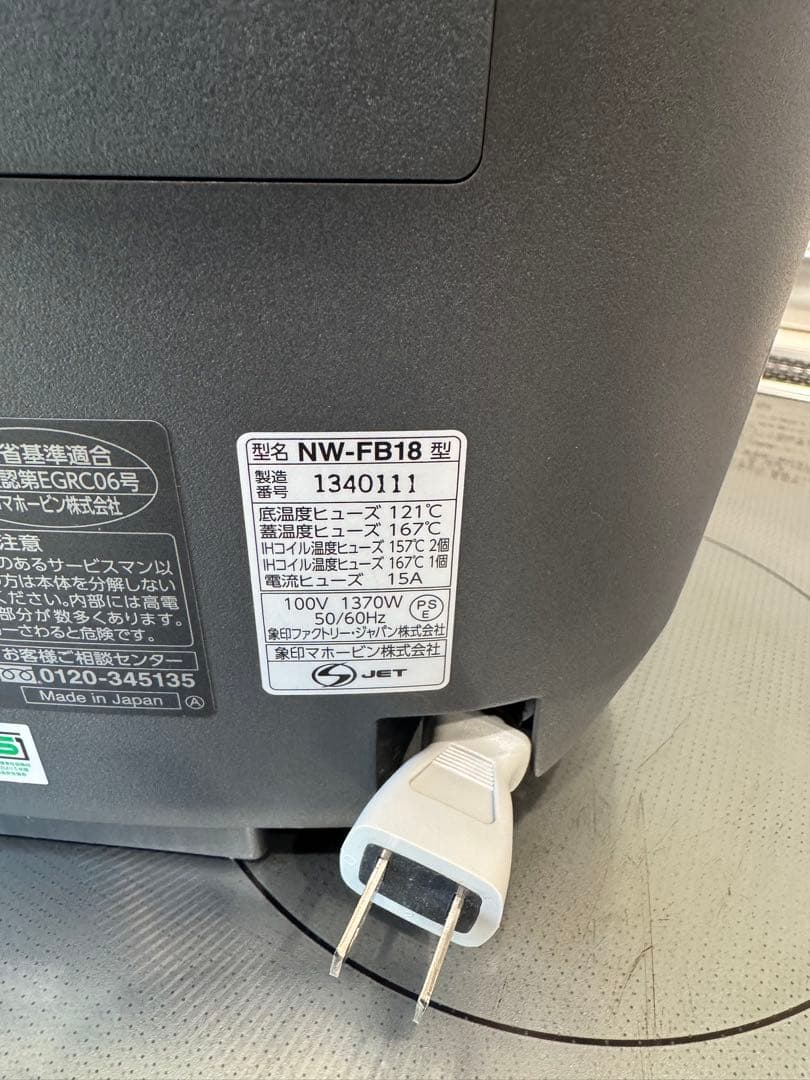 省基準適合
認第EGRC06号
マホービン株式会社
注意
のあるサービスマン以
方は本体を分解しない
ください。内部には高電
部分が数多くあります。
ーさわると危険です。
お客様ご相談センター
0120-345135
Made in Japan Ⓐ
型名 NW-FB18 型
製造番号 1340111
底温度ヒューズ 121℃
蓋温度ヒューズ 167℃
IHコイル温度ヒューズ 157℃ 2個
IHコイル温度ヒューズ 167℃ 1個
電流ヒューズ 15A
100V 1370W
50/60Hz
PSE
象印ファクトリー・ジャパン株式会社
象印マホービン株式会社
JET